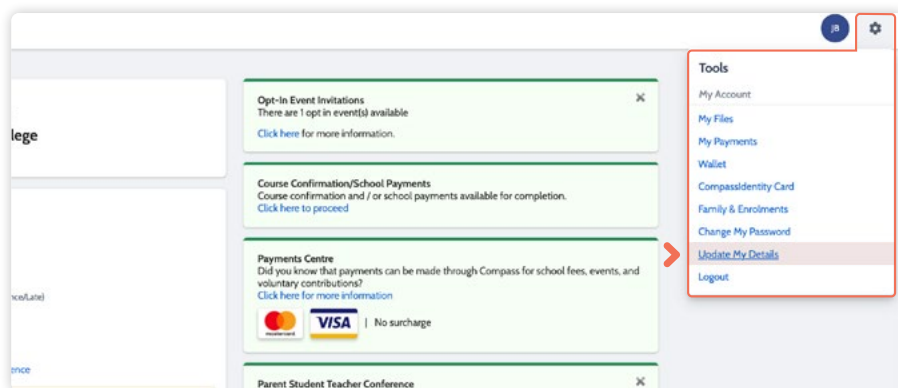 JB
lege
nce/Late)
ence
Opt-In Event Invitations
There are 1 opt in event(s) available
Click here for more information.
Course Confirmation/School Payments
Course confirmation and / or school payments available for completion.
Click here to proceed
Payments Centre
Did you know that payments can be made through Compass for school fees, events, and
voluntary contributions?
Click here for more information
mastercard VISA | No surcharge
Parent Student Teacher Conference
Tools
My Account
My Files
My Payments
Wallet
CompassIdentity Card
Family & Enrolments
Change My Password
Update My Details
Logout